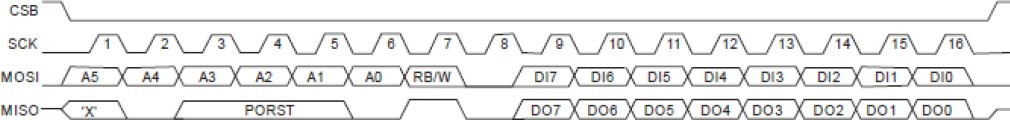 CSB
SCK 1 2 3 4 5 6 7 8 9 10 11 12 13 14 15 16
MOSI A5 A4 A3 A2 A1 A0 RB/W DI7 DI6 DI5 DI4 DI3 DI2 DI1 DI0
MISO 'X' PORST DO7 DO6 DO5 DO4 DO3 DO2 DO1 DO0